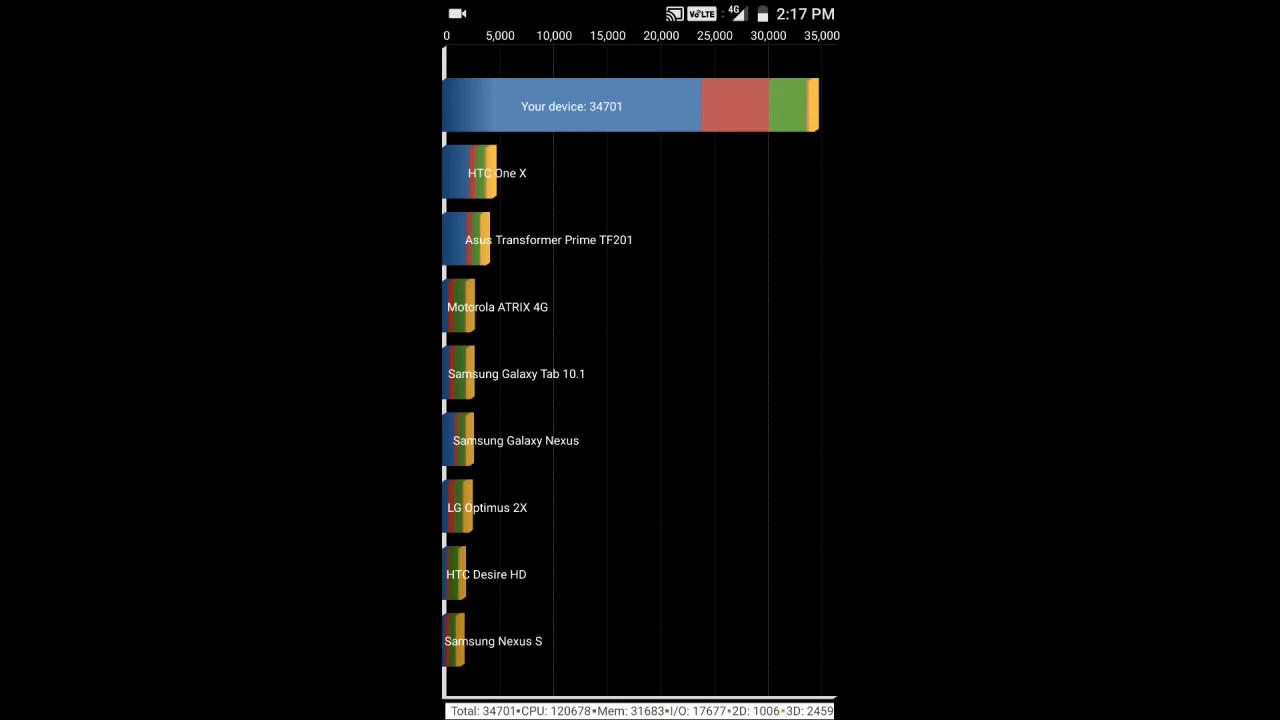 VoLTE 4G 2:17 PM
0 5,000 10,000 15,000 20,000 25,000 30,000 35,000
Your device: 34701
HTC One X
Asus Transformer Prime TF201
Motorola ATRIX 4G
Samsung Galaxy Tab 10.1
Samsung Galaxy Nexus
LG Optimus 2X
HTC Desire HD
Samsung Nexus S
Total: 34701▪CPU: 120678▪Mem: 31683▪I/O: 17677▪2D: 1006▪3D: 2459